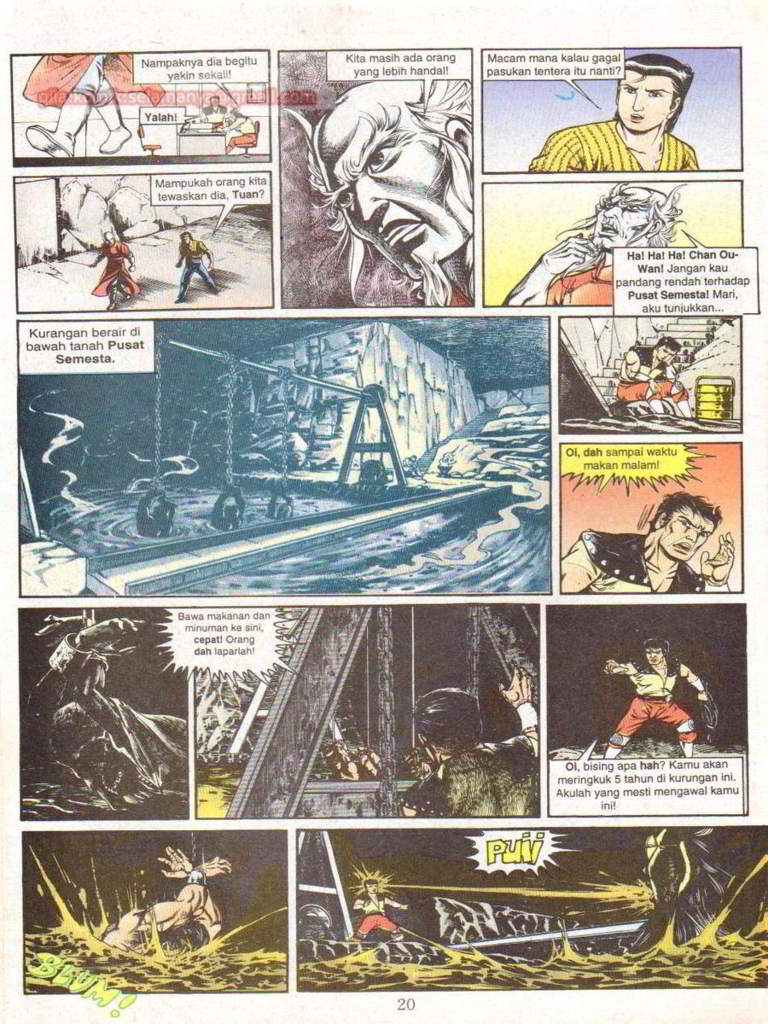 Nampaknya dia begitu
yakin sekali!
Yalah!
Kita masih ada orang
yang lebih handal!
Macam mana kalau gagal
pasukan tentera itu nanti?
Mampukah orang kita
tewaskan dia, Tuan?
Ha! Ha! Ha! Chan Ou-
Wan! Jangan kau
pandang rendah terhadap
Pusat Semesta! Mari,
aku tunjukkan...
Kurangan berair di
bawah tanah Pusat
Semesta.
Oi, dah sampai waktu
makan malam!
Bawa makanan dan
minuman ke sini,
cepat! Orang
dah laparlah!
Oi, bising apa hah? Kamu akan
meringkuk 5 tahun di kurungan ini.
Akulah yang mesti mengawal kamu
ini!
BLUM!
PUii
20